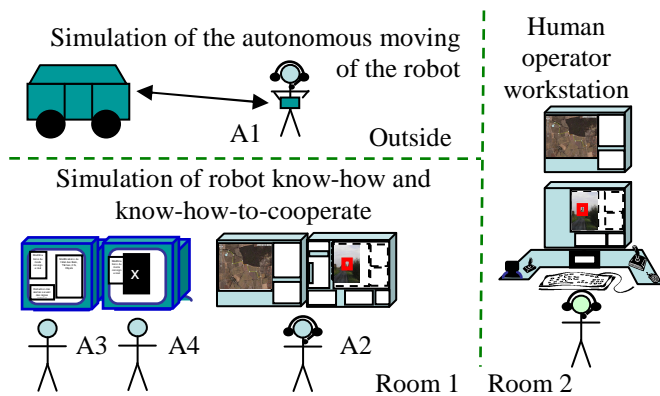 Simulation of the autonomous moving
of the robot
A1
Outside
Human
operator
workstation
Simulation of robot know-how and
know-how-to-cooperate
X
A3
A4
A2
Room 1
Room 2